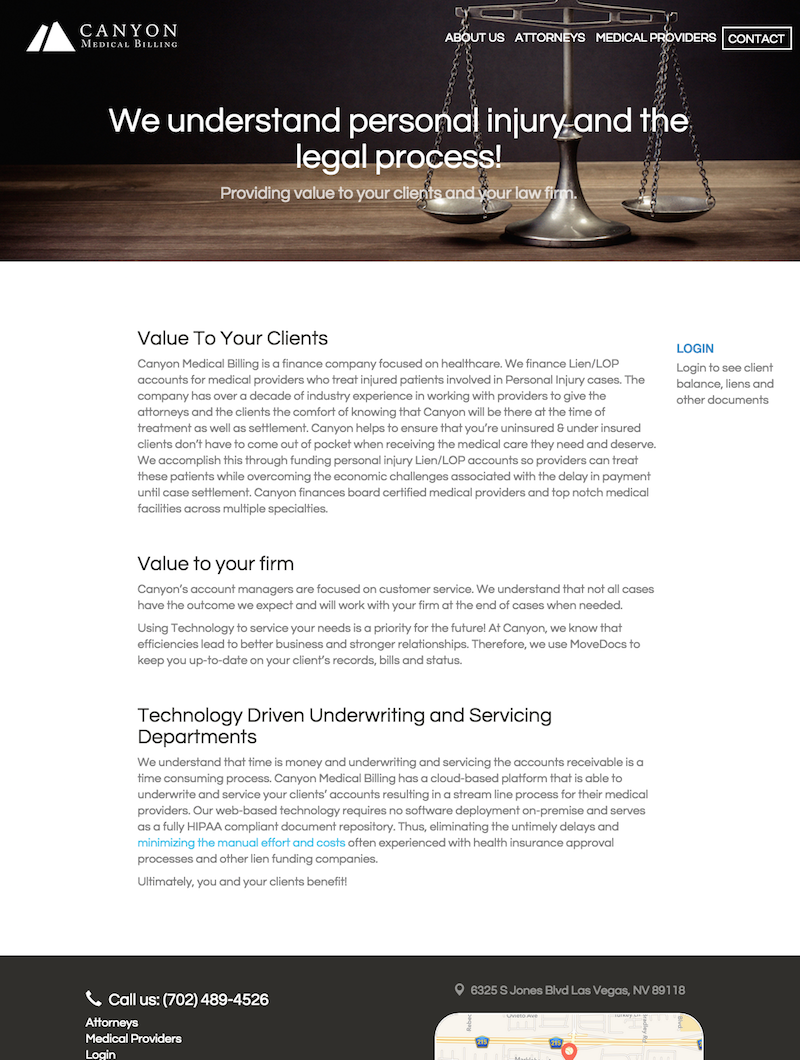 CANYON
MEDICAL BILLING
ABOUT US ATTORNEYS MEDICAL PROVIDERS CONTACT
We understand personal injury and the
legal process!
Providing value to your clients and your law firm.
Value To Your Clients
Canyon Medical Billing is a finance company focused on healthcare. We finance Lien/LOP
accounts for medical providers who treat injured patients involved in Personal Injury cases. The
company has over a decade of industry experience in working with providers to give the
attorneys and the clients the comfort of knowing that Canyon will be there at the time of
treatment as well as settlement. Canyon helps to ensure that you’re uninsured & under insured
clients don’t have to come out of pocket when receiving the medical care they need and deserve.
We accomplish this through funding personal injury Lien/LOP accounts so providers can treat
these patients while overcoming the economic challenges associated with the delay in payment
until case settlement. Canyon finances board certified medical providers and top notch medical
facilities across multiple specialties.
LOGIN
Login to see client
balance, liens and
other documents
Value to your firm
Canyon’s account managers are focused on customer service. We understand that not all cases
have the outcome we expect and will work with your firm at the end of cases when needed.
Using Technology to service your needs is a priority for the future! At Canyon, we know that
efficiencies lead to better business and stronger relationships. Therefore, we use MoveDocs to
keep you up-to-date on your client’s records, bills and status.
Technology Driven Underwriting and Servicing
Departments
We understand that time is money and underwriting and servicing the accounts receivable is a
time consuming process. Canyon Medical Billing has a cloud-based platform that is able to
underwrite and service your clients’ accounts resulting in a stream line process for their medical
providers. Our web-based technology requires no software deployment on-premise and serves
as a fully HIPAA compliant document repository. Thus, eliminating the untimely delays and
minimizing the manual effort and costs often experienced with health insurance approval
processes and other lien funding companies.
Ultimately, you and your clients benefit!
Call us: (702) 489-4526
Attorneys
Medical Providers
Login
6325 S Jones Blvd Las Vegas, NV 89118
215
215